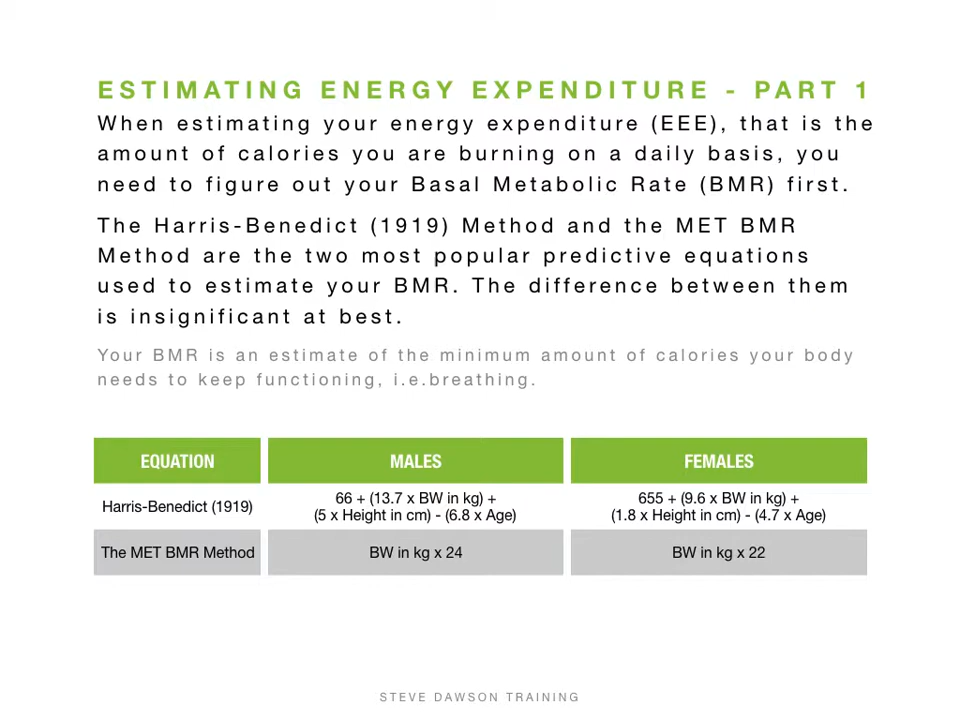 ESTIMATING ENERGY EXPENDITURE - PART 1
When estimating your energy expenditure (EEE), that is the
amount of calories you are burning on a daily basis, you
need to figure out your Basal Metabolic Rate (BMR) first.
The Harris-Benedict (1919) Method and the MET BMR
Method are the two most popular predictive equations
used to estimate your BMR. The difference between them
is insignificant at best.
Your BMR is an estimate of the minimum amount of calories your body
needs to keep functioning, i.e.breathing.
EQUATION MALES FEMALES
Harris-Benedict (1919)
66 + (13.7 x BW in kg) +
(5 x Height in cm) - (6.8 x Age)
655 + (9.6 x BW in kg) +
(1.8 x Height in cm) - (4.7 x Age)
The MET BMR Method BW in kg x 24 BW in kg x 22
STEVE DAWSON TRAINING